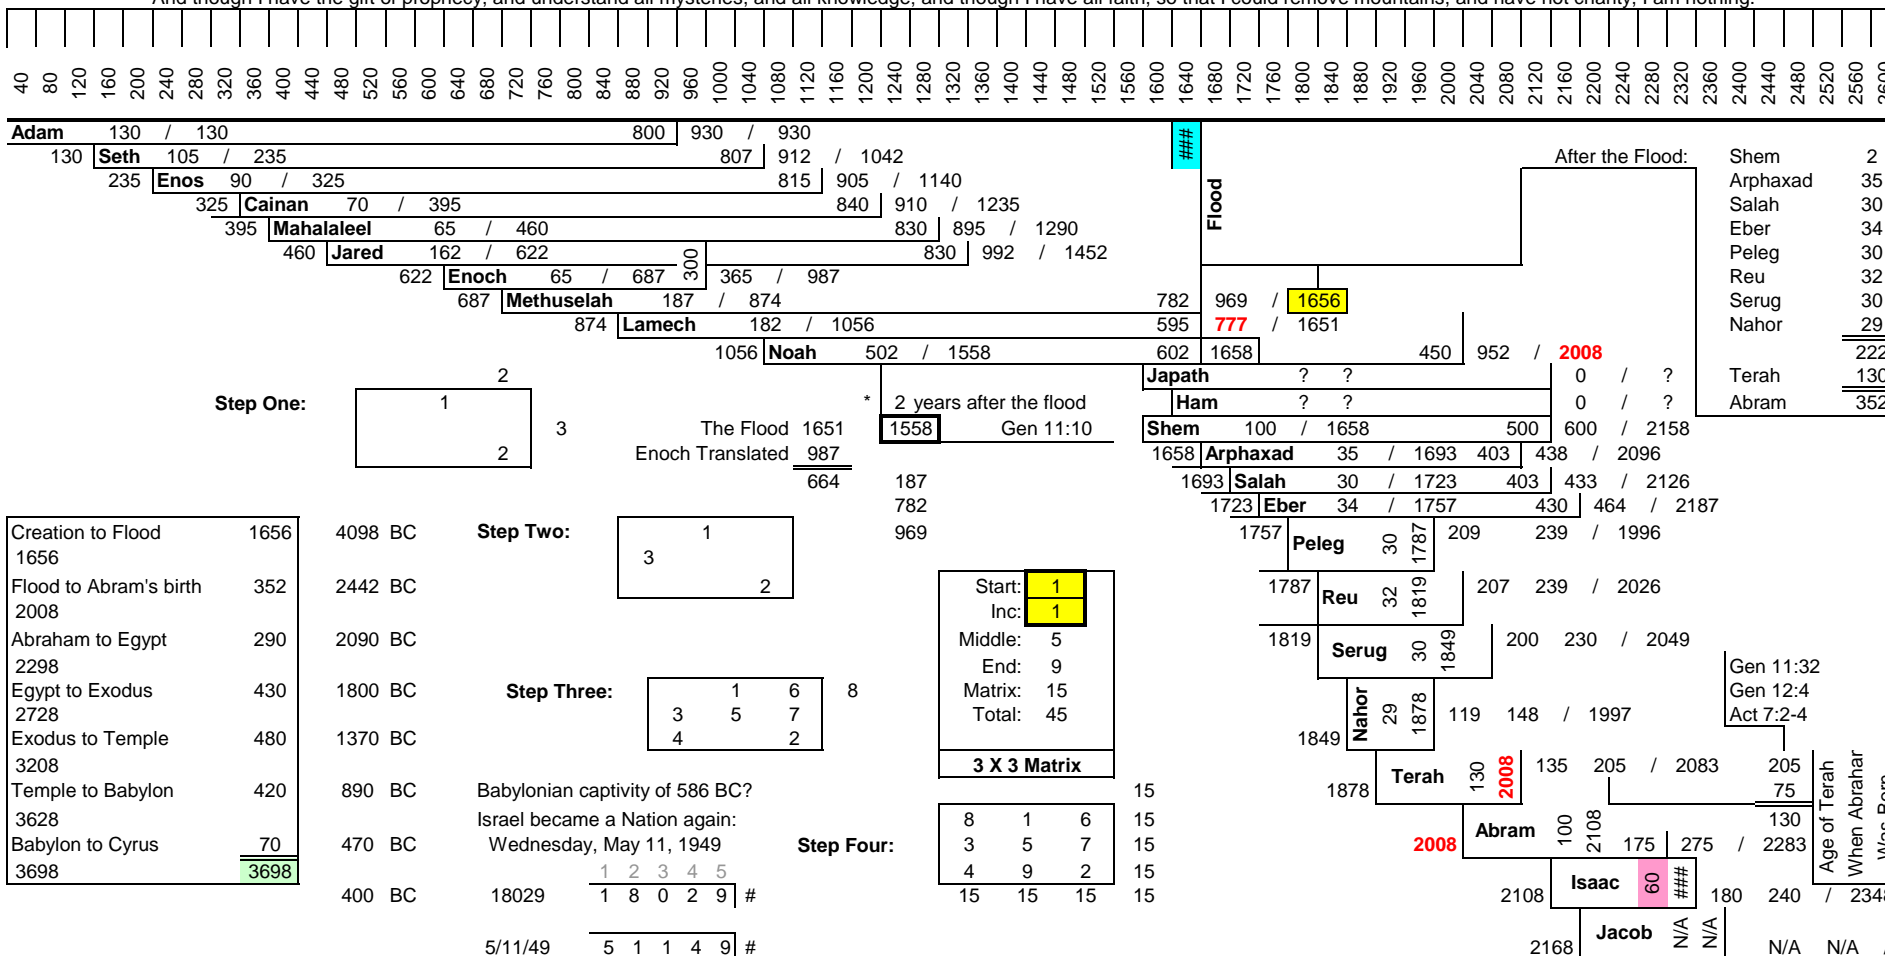 And though I have the gift of prophecy, and understand all mysteries, and all knowledge; and though I have all faith, so that I could remove mountains, and have not charity, I am nothing.
40 80 120 160 200 240 280 320 360 400 440 480 520 560 600 640 680 720 760 800 840 880 920 960 1000 1040 1080 1120 1160 1200 1240 1280 1320 1360 1400 1440 1480 1520 1560 1600 1640 1680 1720 1760 1800 1840 1880 1920 1960 2000 2040 2080 2120 2160 2200 2240 2280 2320 2360 2400 2440 2480 2520 2560 2600
Adam 130 / 130 800 930 / 930 ###
130 Seth 105 / 235 807 912 / 1042 After the Flood: Shem 2
235 Enos 90 / 325 815 905 / 1140 Flood Arphaxad 35
325 Cainan 70 / 395 840 910 / 1235 Salah 30
395 Mahalaleel 65 / 460 830 895 / 1290 Eber 34
460 Jared 162 / 622 830 992 / 1452 Peleg 30
622 Enoch 65 / 687 300 365 / 987 Reu 32
687 Methuselah 187 / 874 782 969 / 1656 Serug 30
874 Lamech 182 / 1056 595 777 / 1651 Nahor 29
1056 Noah 502 / 1558 602 1658 450 952 / 2008 222
2 Japath ? ? 0 / ? Terah 130
Step One: 1 * 2 years after the flood Ham ? ? 0 / ? Abram 352
3 The Flood 1651 1558 Gen 11:10 Shem 100 / 1658 500 600 / 2158
2 Enoch Translated 987 1658 Arphaxad 35 / 1693 403 438 / 2096
664 187 1693 Salah 30 / 1723 403 433 / 2126
782 1723 Eber 34 / 1757 430 464 / 2187
Creation to Flood 1656 4098 BC Step Two: 1 969 1757 Peleg 30 1787 209 239 / 1996
1656 3
Flood to Abram's birth 352 2442 BC 2 Start: 1 1787 Reu 32 1819 207 239 / 2026
2008 Inc: 1
Abraham to Egypt 290 2090 BC Middle: 5 1819 Serug 30 1849 200 230 / 2049
2298 End: 9 Gen 11:32
Egypt to Exodus 430 1800 BC Step Three: 1 6 8 Matrix: 15 Gen 12:4
2728 3 5 7 Total: 45 Nahor 29 1878 119 148 / 1997 Act 7:2-4
Exodus to Temple 480 1370 BC 4 2 1849
3208 3 X 3 Matrix Terah 130 2008 135 205 / 2083 205
Temple to Babylon 420 890 BC Babylonian captivity of 586 BC? 15 1878 75
3628 Israel became a Nation again: 8 1 6 15 Abram 100 2108 130
Babylon to Cyrus 70 470 BC Wednesday, May 11, 1949 Step Four: 3 5 7 15 2008 175 275 / 2283 Age of Terah When Abrahar Was Born
3698 3698 1 2 3 4 5 4 9 2 15 Isaac 60 ###
400 BC 18029 1 8 0 2 9 # 15 15 15 15 2108 180 240 / 2348
5/11/49 5 1 1 4 9 # 2168 Jacob N/A N/A N/A N/A